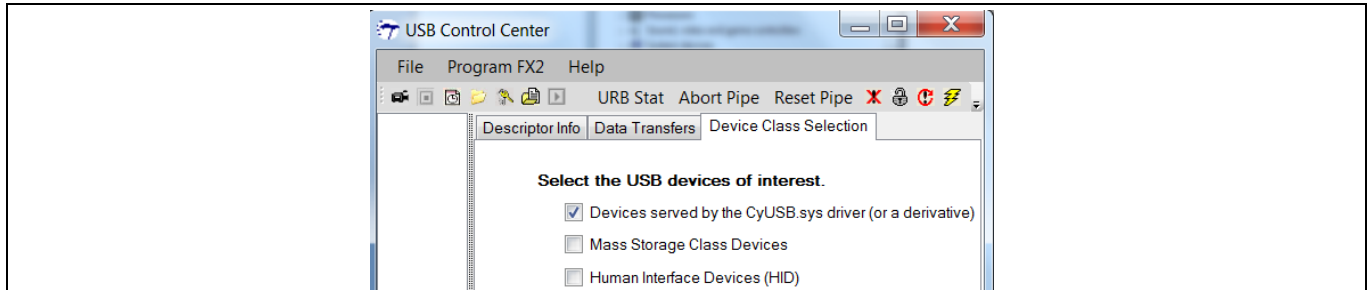 USB Control Center
File Program FX2 Help
URB Stat Abort Pipe Reset Pipe
Descriptor Info Data Transfers Device Class Selection
Select the USB devices of interest.
Devices served by the CyUSB.sys driver (or a derivative)
Mass Storage Class Devices
Human Interface Devices (HID)